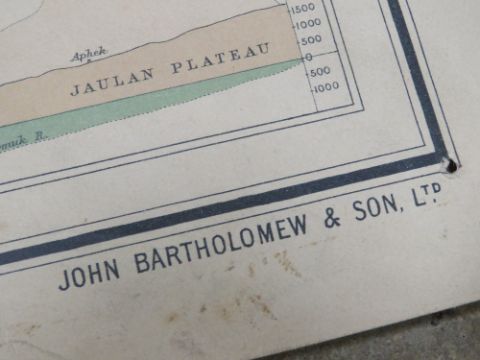 1500
1000
500
0
500
1000
Aphek
JAULAN PLATEAU
R.
JOHN BARTHOLOMEW & SON, LTD.